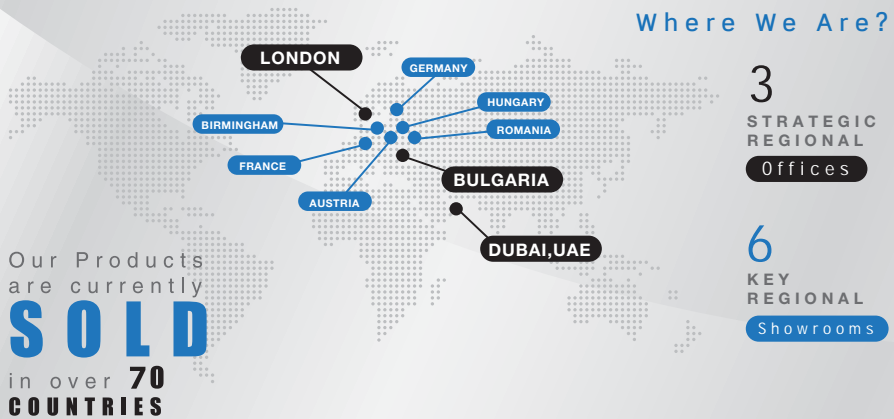 Where We Are?
LONDON
GERMANY
HUNGARY
BIRMINGHAM
ROMANIA
FRANCE
BULGARIA
AUSTRIA
DUBAI,UAE
3
STRATEGIC
REGIONAL
Offices
6
KEY
REGIONAL
Showrooms
Our Products
are currently
SOLD
in over 70
COUNTRIES